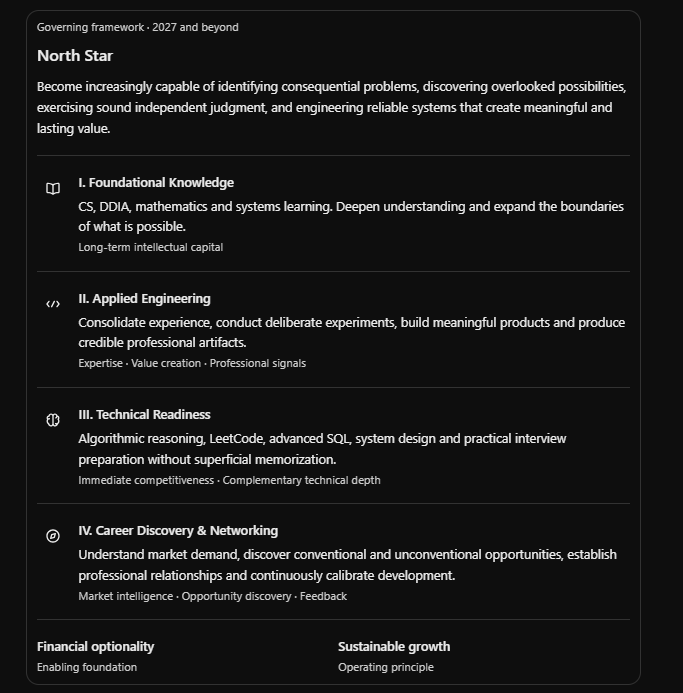 Governing framework · 2027 and beyond
North Star
Become increasingly capable of identifying consequential problems, discovering overlooked possibilities,
exercising sound independent judgment, and engineering reliable systems that create meaningful and
lasting value.
I. Foundational Knowledge
CS, DDIA, mathematics and systems learning. Deepen understanding and expand the boundaries
of what is possible.
Long-term intellectual capital
II. Applied Engineering
Consolidate experience, conduct deliberate experiments, build meaningful products and produce
credible professional artifacts.
Expertise · Value creation · Professional signals
III. Technical Readiness
Algorithmic reasoning, LeetCode, advanced SQL, system design and practical interview
preparation without superficial memorization.
Immediate competitiveness · Complementary technical depth
IV. Career Discovery & Networking
Understand market demand, discover conventional and unconventional opportunities, establish
professional relationships and continuously calibrate development.
Market intelligence · Opportunity discovery · Feedback
Financial optionality
Enabling foundation
Sustainable growth
Operating principle